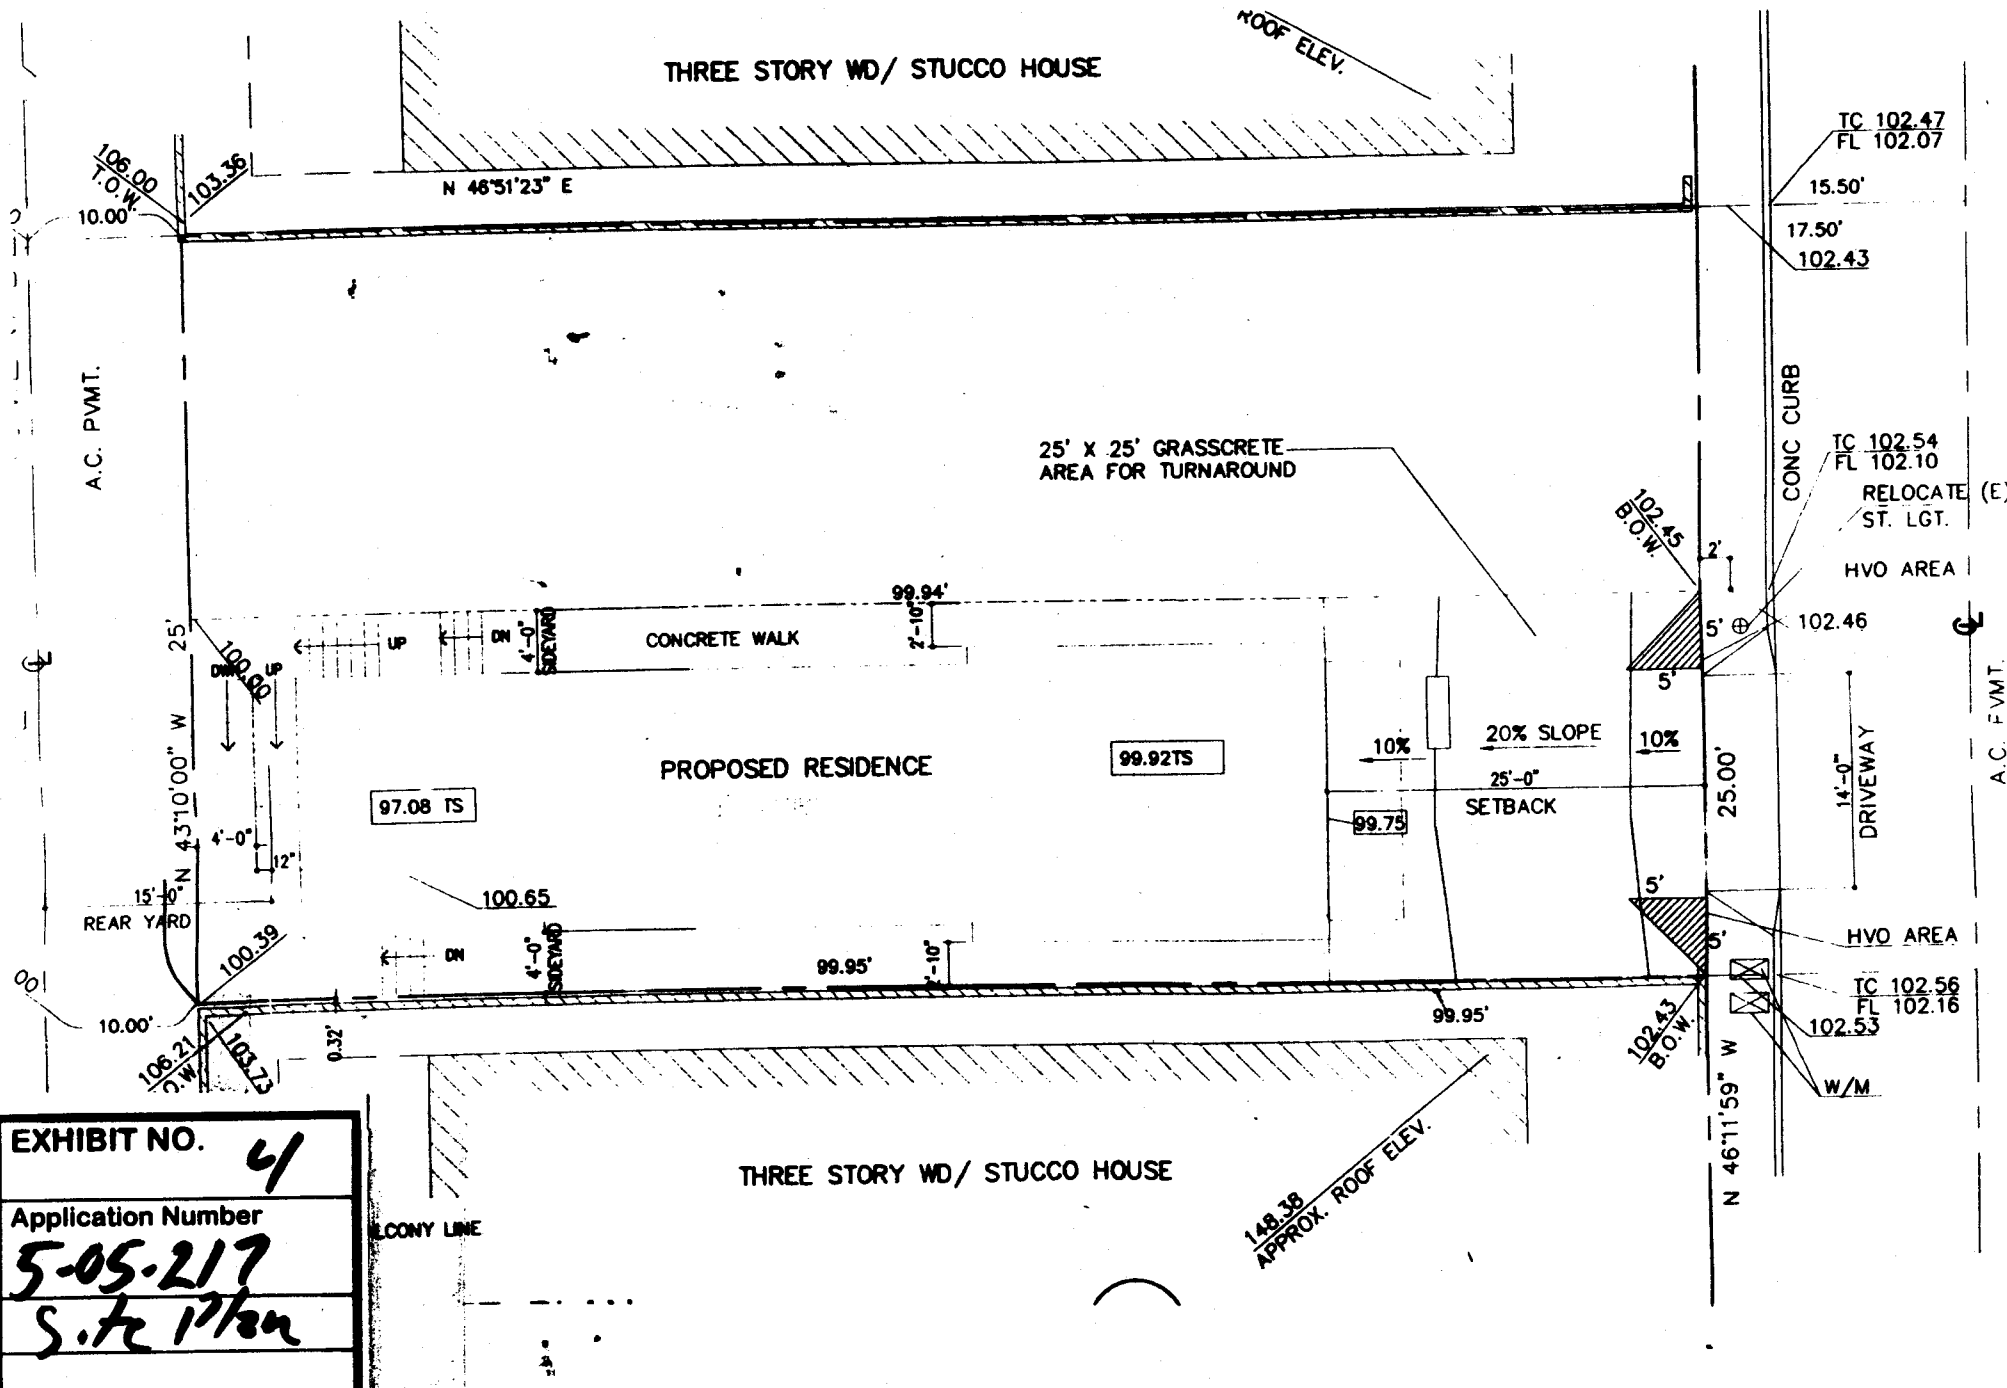 THREE STORY WD/ STUCCO HOUSE
ROOF ELEV.
TC 102.47
FL 102.07
106.00
T.O.W.
103.36
N 46°51'23" E
15.50'
10.00'
17.50'
102.43
A.C. PVMT.
CONC CURB
25' X 25' GRASSCRETE
AREA FOR TURNAROUND
TC 102.54
FL 102.10
RELOCATE (E)
ST. LGT.
102.45
B.O.W.
2'
HVO AREA
99.94'
25'
UP
DN
4'-0"
SIDEYARD
CONCRETE WALK
2'-10"
5'
102.46
100.00
UP
5'
PROPOSED RESIDENCE
99.92TS
10%
20% SLOPE
10%
25'-0"
SETBACK
25.00'
14'-0"
DRIVEWAY
A.C. PVMT.
N 43°10'00" W
97.08 TS
99.75
4'-0"
12"
15'-0"
REAR YARD
100.65
5'
100.39
DN
4'-0"
SIDEYARD
99.95'
2'-10"
5'
HVO AREA
TC 102.56
FL 102.16
10.00'
0.32'
99.95'
102.43
B.O.W.
102.53
106.21
O.W.
103.73
W/M
N 46°11'59" W
EXHIBIT NO. 4
THREE STORY WD/ STUCCO HOUSE
148.38
APPROX. ROOF ELEV.
Application Number
5-05-217
Site Plan
LCONY LINE